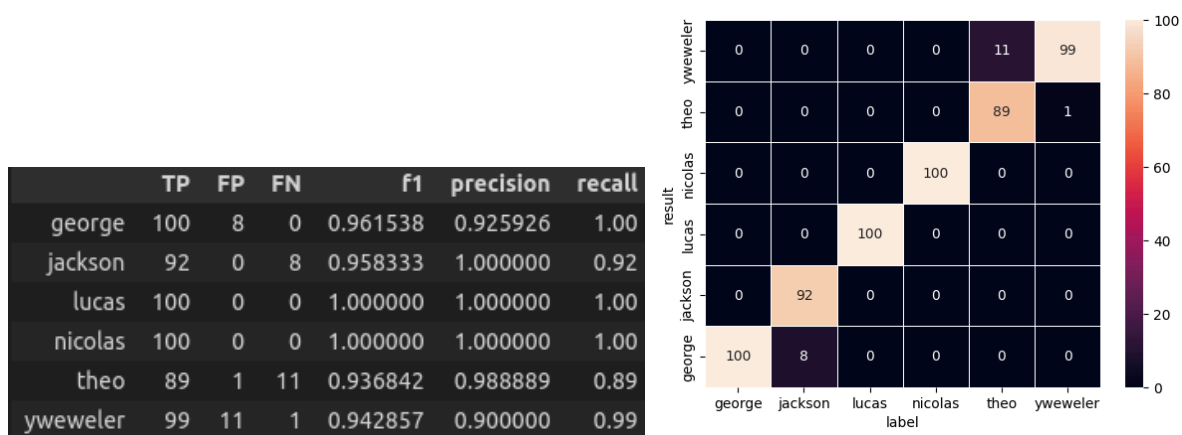 TP FP FN f1 precision recall
george 100 8 0 0.961538 0.925926 1.00
jackson 92 0 8 0.958333 1.000000 0.92
lucas 100 0 0 1.000000 1.000000 1.00
nicolas 100 0 0 1.000000 1.000000 1.00
theo 89 1 11 0.936842 0.988889 0.89
yweweler 99 11 1 0.942857 0.900000 0.99
result
yweweler 0 0 0 0 11 99
theo 0 0 0 0 89 1
nicolas 0 0 0 100 0 0
lucas 0 0 100 0 0 0
jackson 0 92 0 0 0 0
george 100 8 0 0 0 0
george jackson lucas nicolas theo yweweler
label
100
80
60
40
20
0